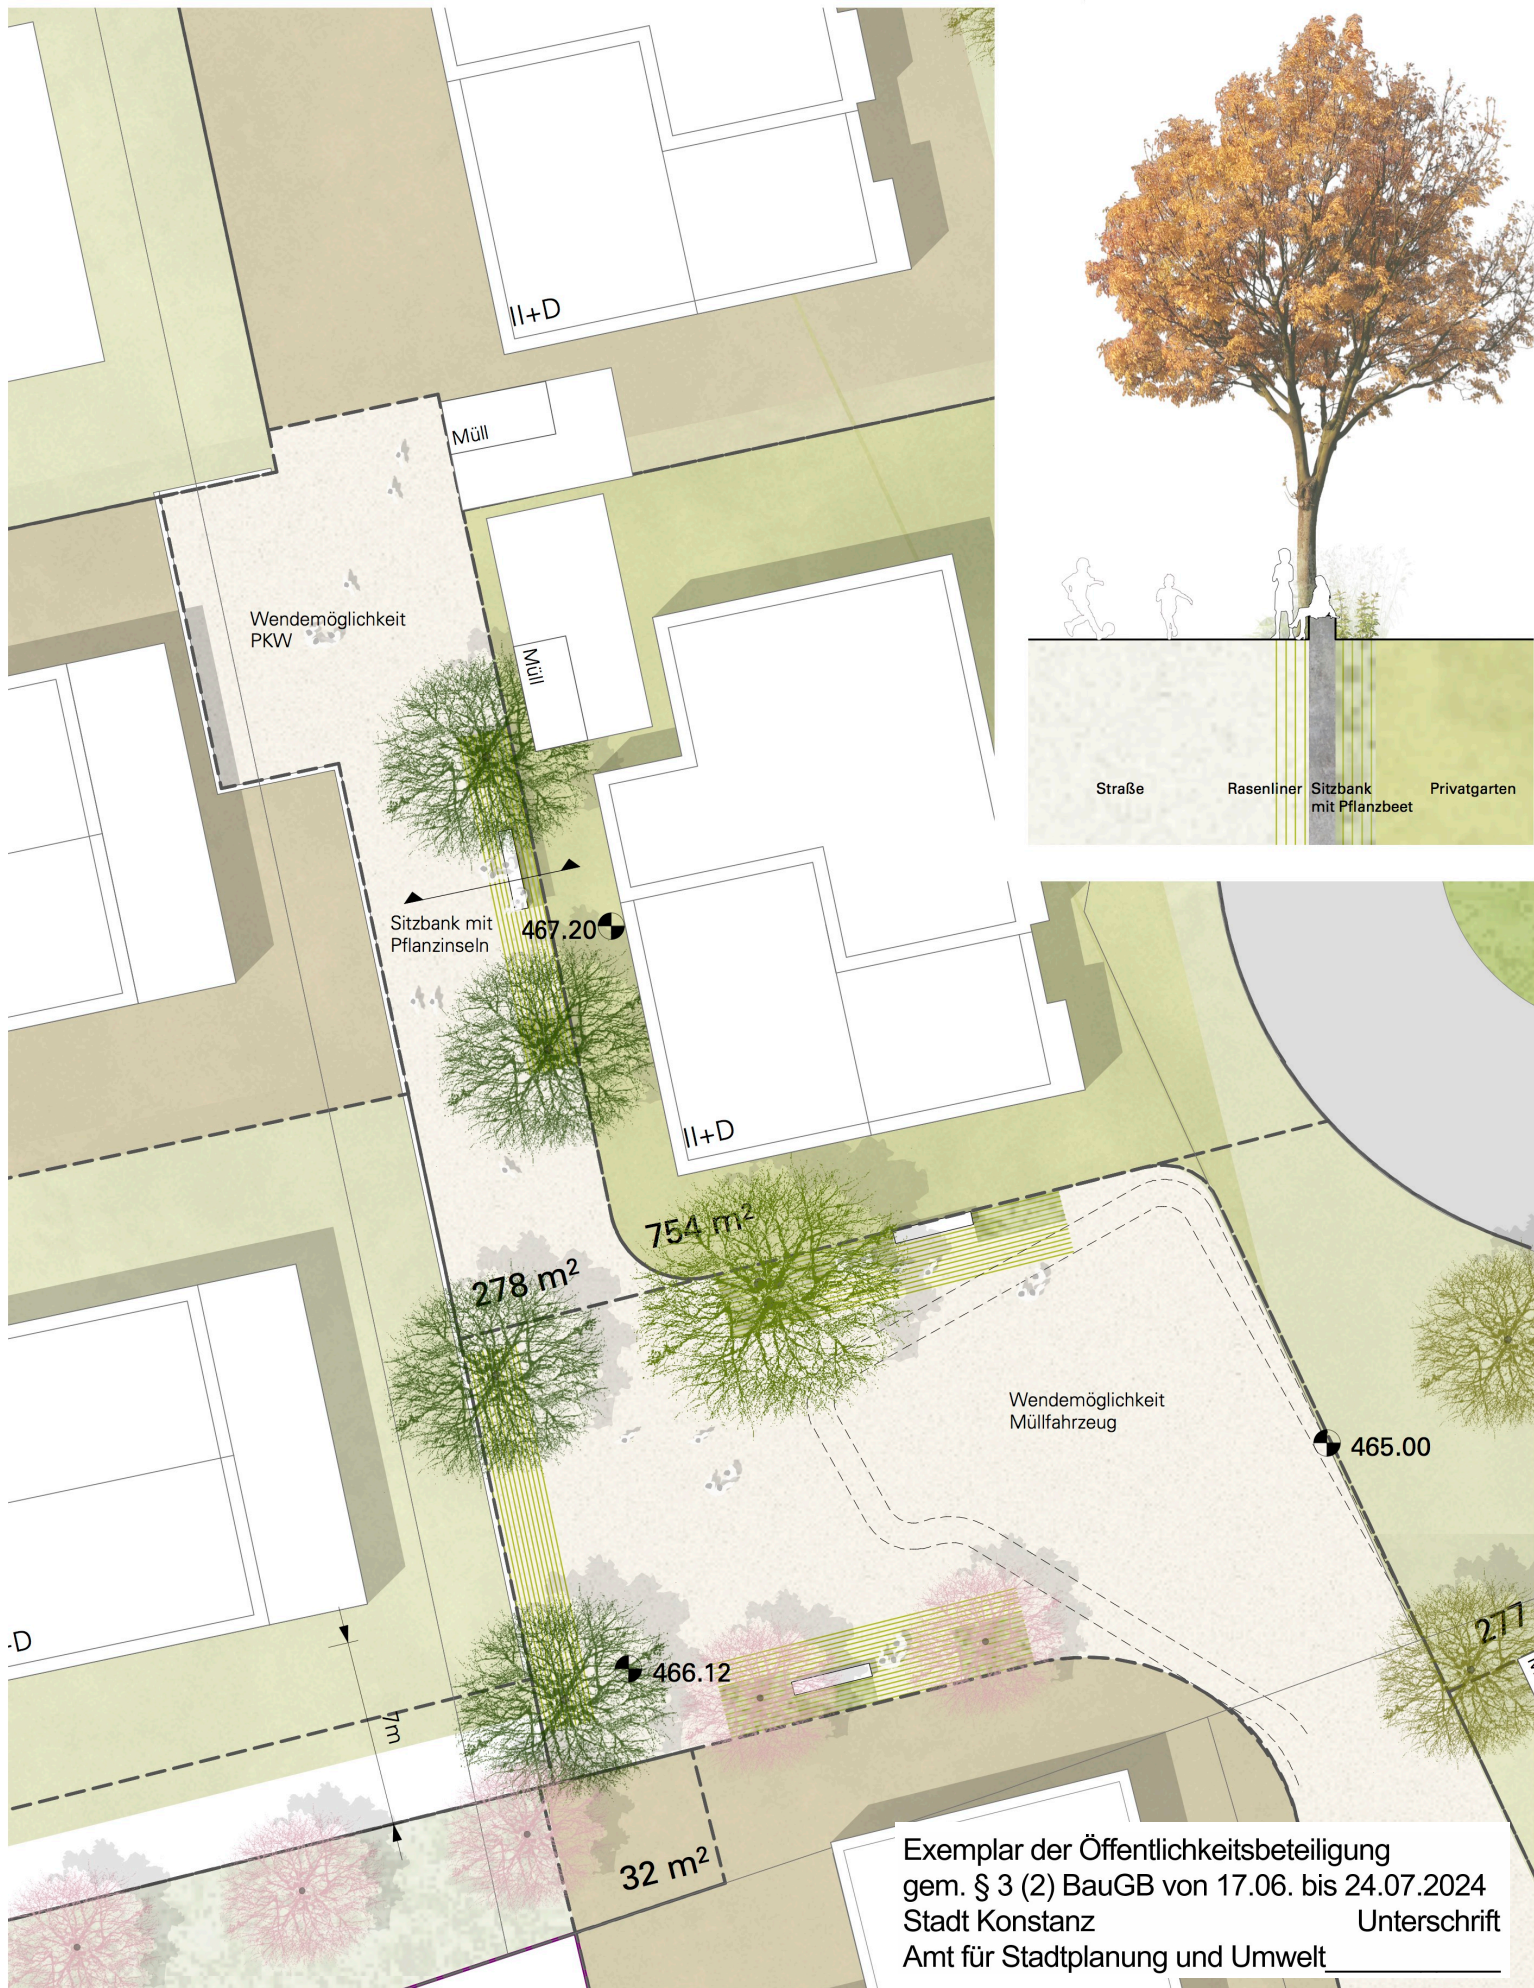 II+D
Müll
Wendemöglichkeit
PKW
Müll
Straße
Rasenliner
Sitzbank
mit Pflanzbeet
Privatgarten
Sitzbank mit
Pflanzinseln
467.20
II+D
754 m²
278 m²
Wendemöglichkeit
Müllfahrzeug
465.00
277
-D
466.12
7m
32 m²
Exemplar der Öffentlichkeitsbeteiligung
gem. § 3 (2) BauGB von 17.06. bis 24.07.2024
Stadt Konstanz Unterschrift
Amt für Stadtplanung und Umwelt____________